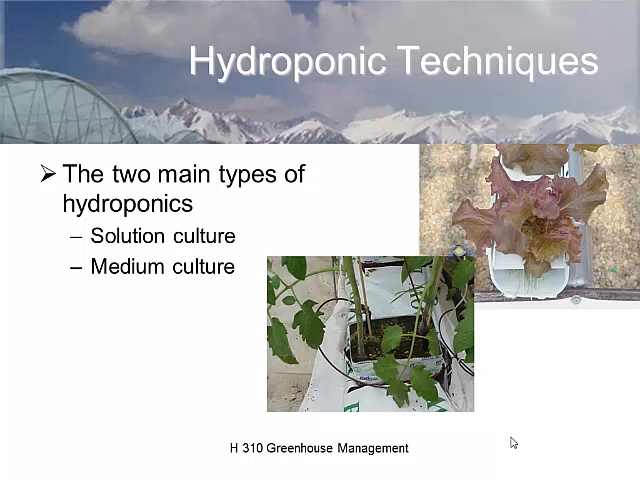 Hydroponic Techniques
The two main types of
hydroponics
– Solution culture
– Medium culture
H 310 Greenhouse Management